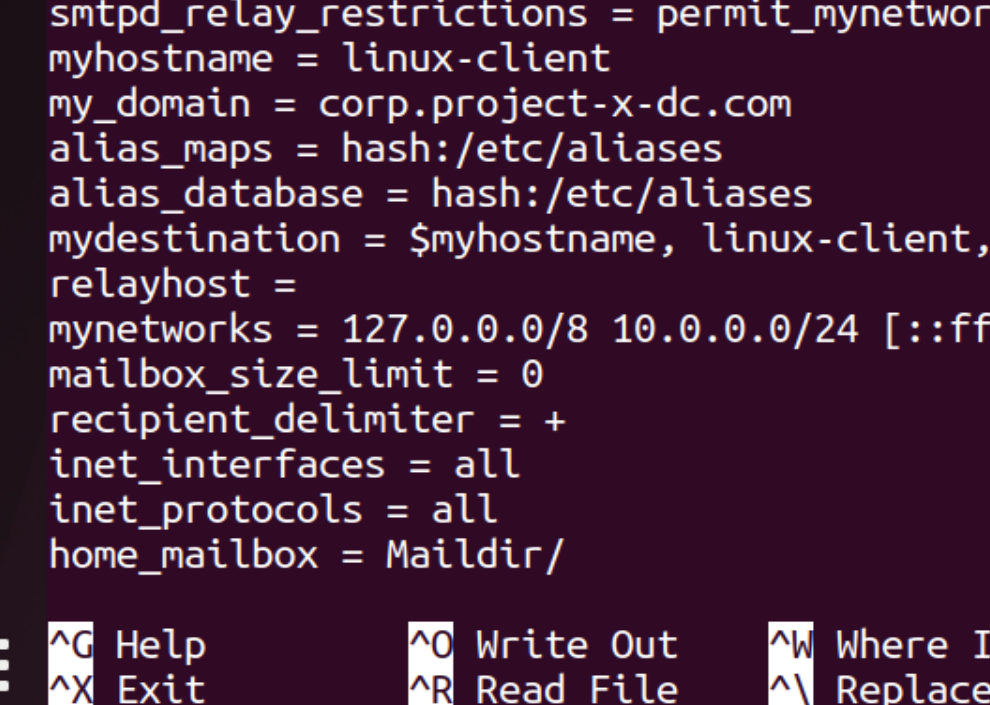 smtpd_relay_restrictions = permit_mynetwor
myhostname = linux-client
my_domain = corp.project-x-dc.com
alias_maps = hash:/etc/aliases
alias_database = hash:/etc/aliases
mydestination = $myhostname, linux-client,
relayhost =
mynetworks = 127.0.0.0/8 10.0.0.0/24 [::ff
mailbox_size_limit = 0
recipient_delimiter = +
inet_interfaces = all
inet_protocols = all
home_mailbox = Maildir/
^G Help ^O Write Out ^W Where I
^X Exit ^R Read File ^\ Replace